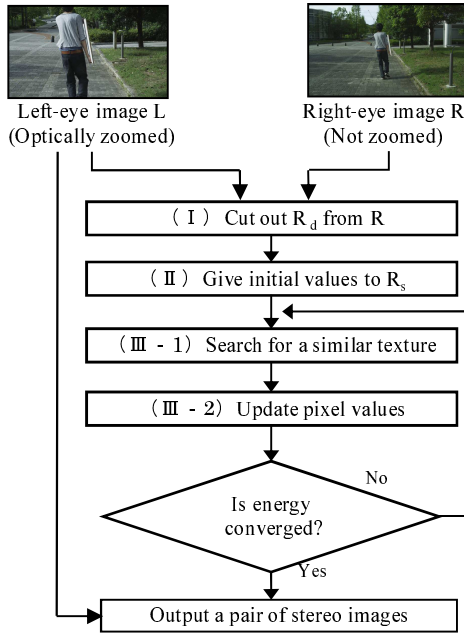 Left-eye image L
(Optically zoomed)
Right-eye image R
(Not zoomed)
(Ⅰ) Cut out R d from R
(Ⅱ) Give initial values to R s
(Ⅲ - 1) Search for a similar texture
(Ⅲ - 2) Update pixel values
No
Is energy
converged?
Yes
Output a pair of stereo images